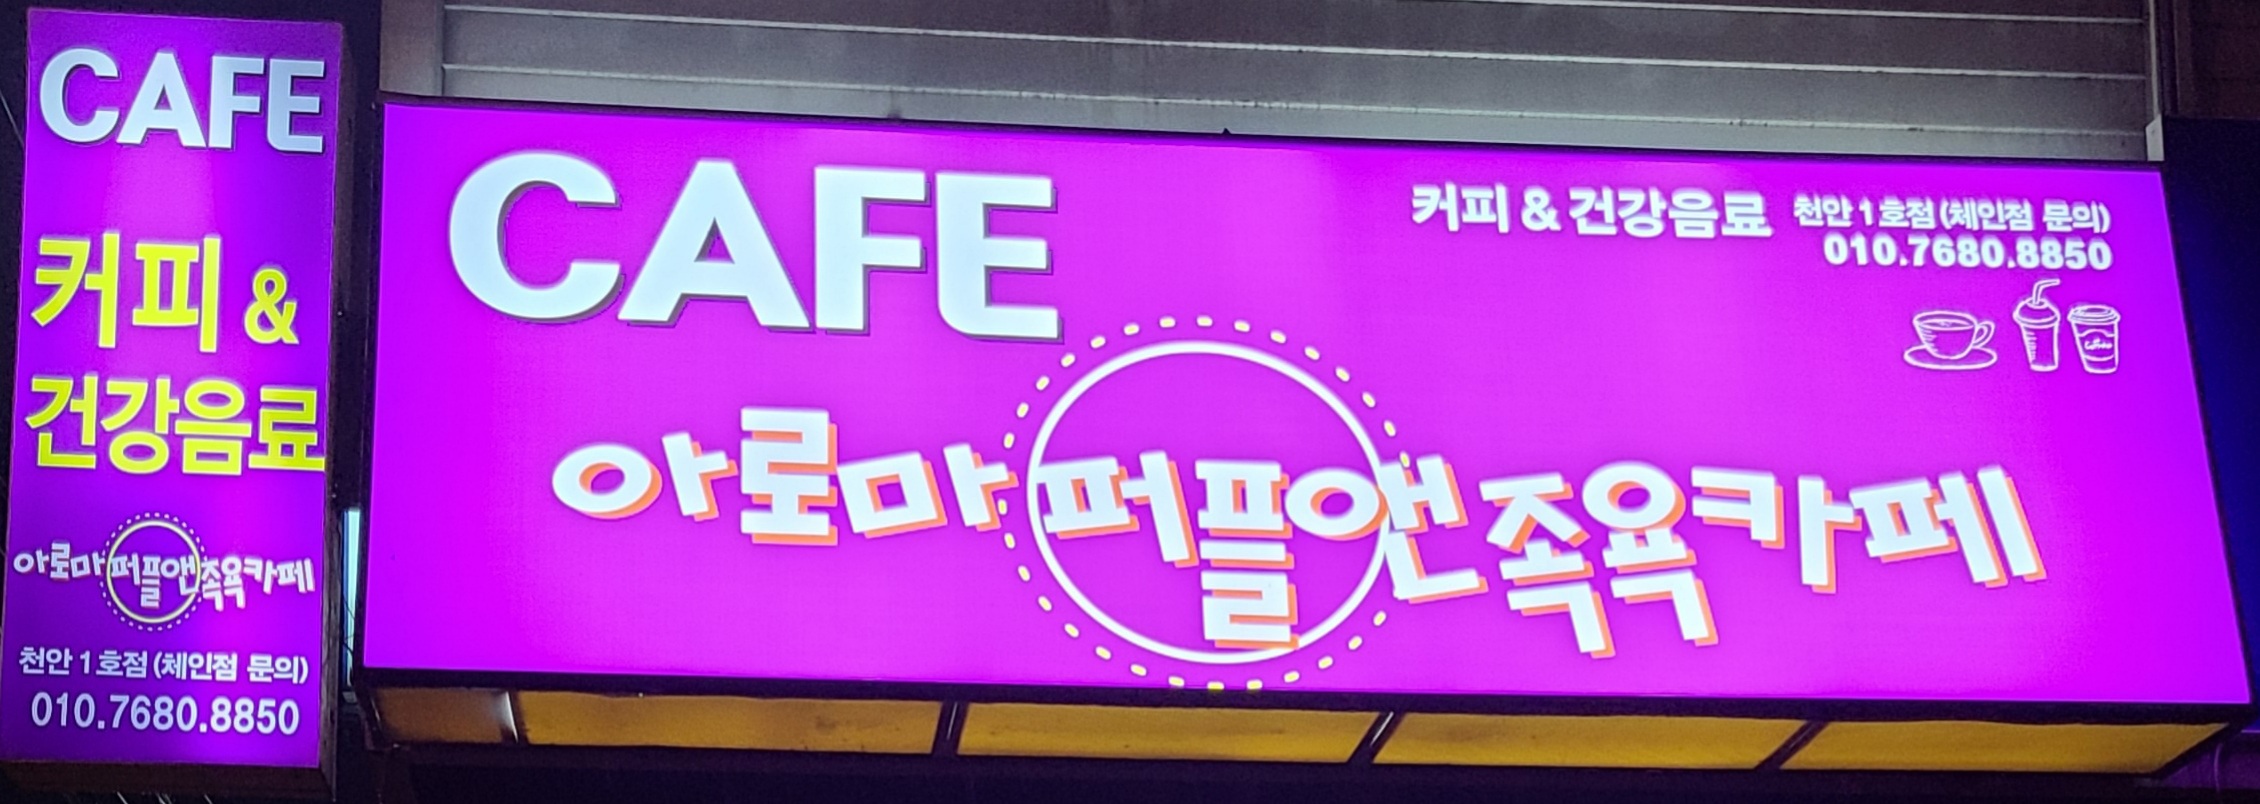 CAFE
커피 &
건강음료
아로마퍼플앤족욕카페
천안 1호점 (체인점 문의)
010.7680.8850
CAFE
커피 & 건강음료
천안 1호점 (체인점 문의)
010.7680.8850
아로마퍼플앤족욕카페